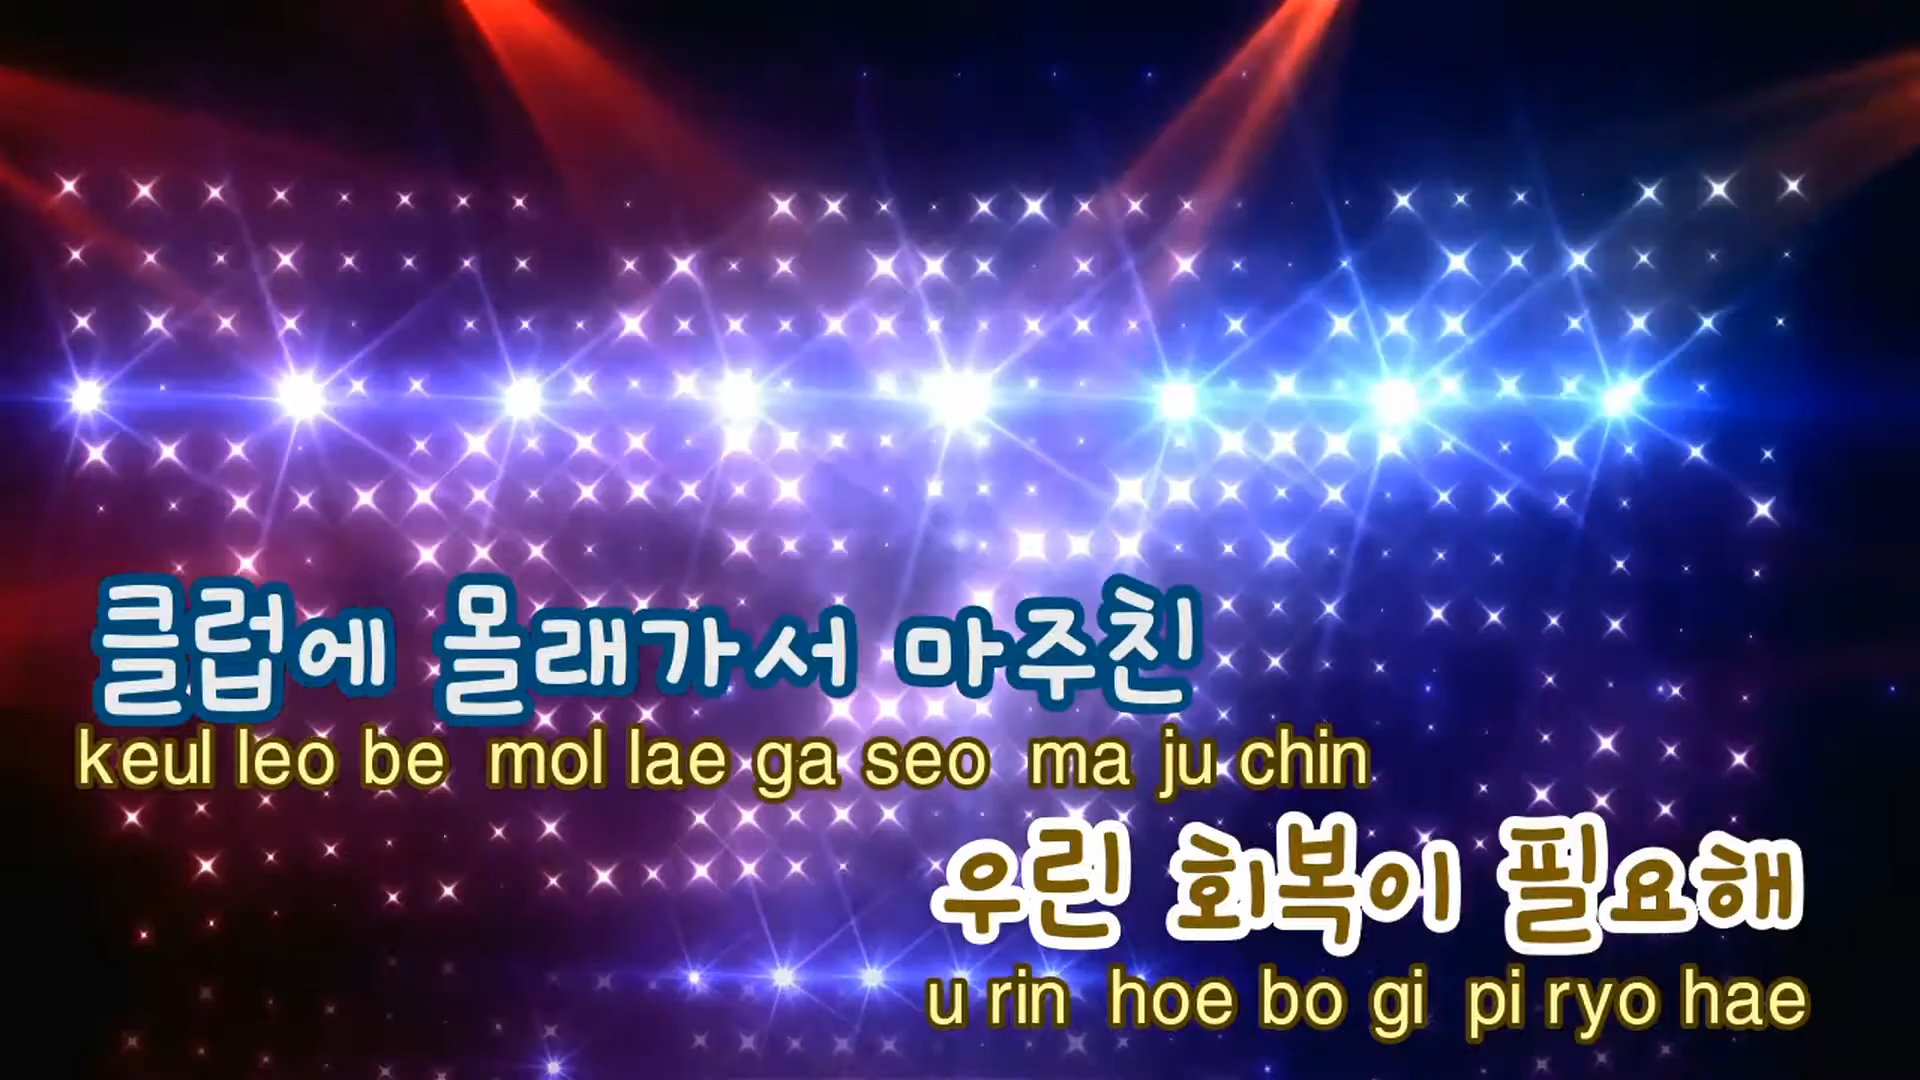 클럽에 몰래가서 마주친
keul leo be mol lae ga seo ma ju chin
우린 회복이 필요해
u rin hoe bo gi pi ryo hae